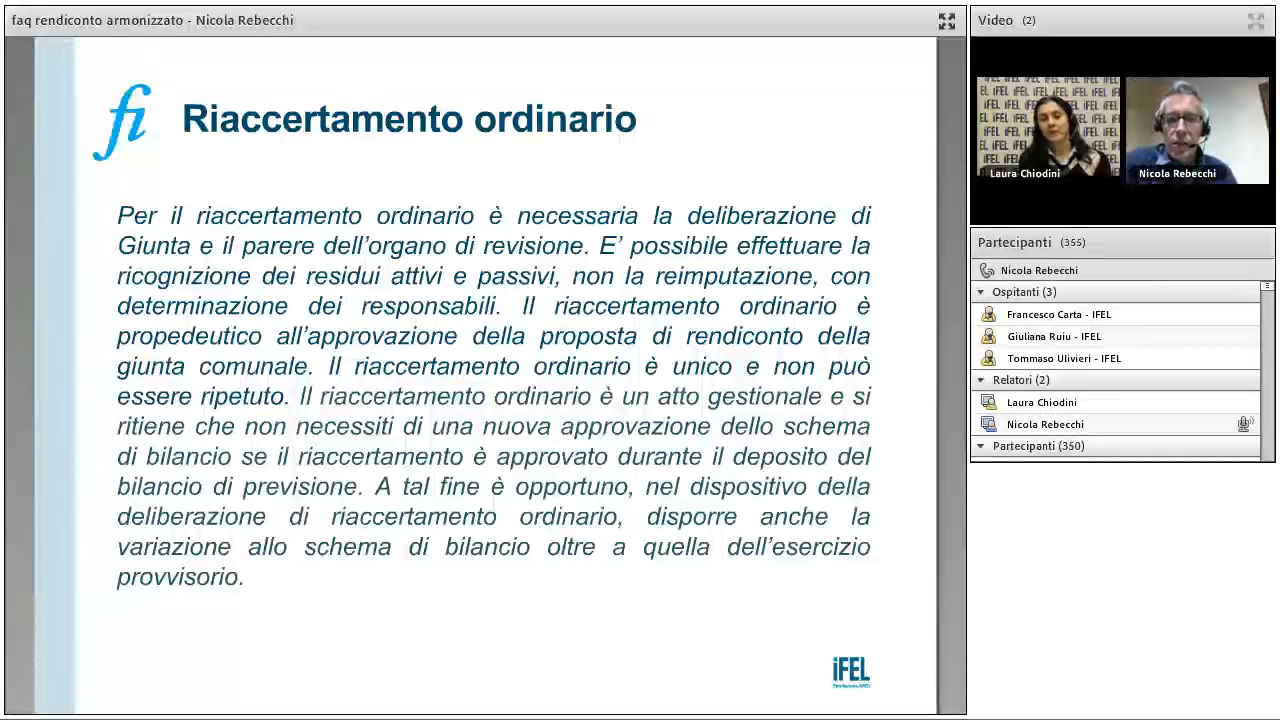 faq rendiconto armonizzato - Nicola Rebecchi
fi
Riaccertamento ordinario
Per il riaccertamento ordinario è necessaria la deliberazione di
Giunta e il parere dell'organo di revisione. E' possibile effettuare la
ricognizione dei residui attivi e passivi, non la reimputazione, con
determinazione dei responsabili. Il riaccertamento ordinario è
propedeutico all'approvazione della proposta di rendiconto della
giunta comunale. Il riaccertamento ordinario è unico e non può
essere ripetuto. Il riaccertamento ordinario è un atto gestionale e si
ritiene che non necessiti di una nuova approvazione dello schema
di bilancio se il riaccertamento è approvato durante il deposito del
bilancio di previsione. A tal fine è opportuno, nel dispositivo della
deliberazione di riaccertamento ordinario, disporre anche la
variazione allo schema di bilancio oltre a quella dell'esercizio
provvisorio.
iFEL
Video (2)
Laura Chiodini
Nicola Rebecchi
Partecipanti (355)
Nicola Rebecchi
Ospitanti (3)
Francesco Carta - IFEL
Giuliana Ruiu - IFEL
Tommaso Ulivieri - IFEL
Relatori (2)
Laura Chiodini
Nicola Rebecchi
Partecipanti (350)